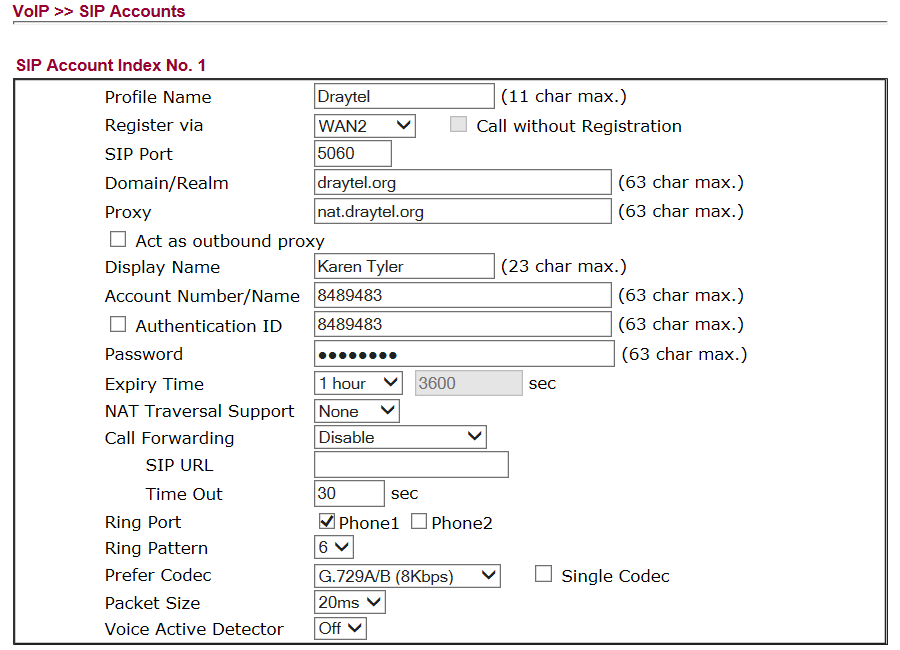 VoIP >> SIP Accounts
SIP Account Index No. 1
Profile Name Draytel (11 char max.)
Register via WAN2 Call without Registration
SIP Port 5060
Domain/Realm draytel.org (63 char max.)
Proxy nat.draytel.org (63 char max.)
Act as outbound proxy
Display Name Karen Tyler (23 char max.)
Account Number/Name 8489483 (63 char max.)
Authentication ID 8489483 (63 char max.)
Password ●●●●●●●● (63 char max.)
Expiry Time 1 hour 3600 sec
NAT Traversal Support None
Call Forwarding Disable
SIP URL
Time Out 30 sec
Ring Port Phone1 Phone2
Ring Pattern 6
Prefer Codec G.729A/B (8Kbps) Single Codec
Packet Size 20ms
Voice Active Detector Off